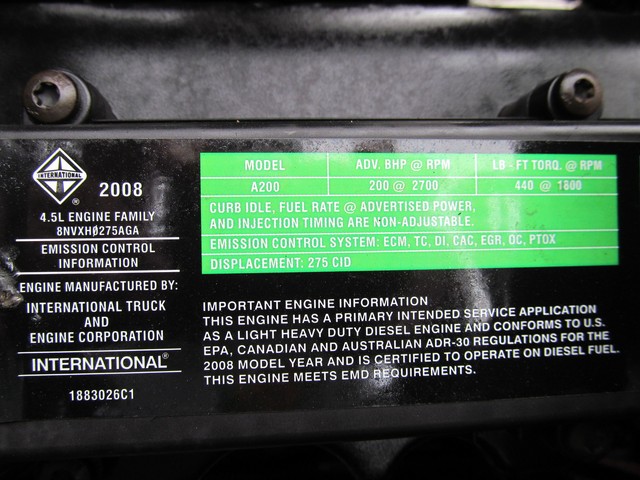 INTERNATIONAL
®
2008
4.5L ENGINE FAMILY
8NVXHØ275AGA
EMISSION CONTROL
INFORMATION
ENGINE MANUFACTURED BY:
INTERNATIONAL TRUCK
AND
ENGINE CORPORATION
INTERNATIONAL®
1883026C1
MODEL ADV. BHP @ RPM LB - FT TORQ. @ RPM
A200 200 @ 2700 440 @ 1800
CURB IDLE, FUEL RATE @ ADVERTISED POWER,
AND INJECTION TIMING ARE NON-ADJUSTABLE.
EMISSION CONTROL SYSTEM: ECM, TC, DI, CAC, EGR, OC, PTOX
DISPLACEMENT: 275 CID
IMPORTANT ENGINE INFORMATION
THIS ENGINE HAS A PRIMARY INTENDED SERVICE APPLICATION
AS A LIGHT HEAVY DUTY DIESEL ENGINE AND CONFORMS TO U.S.
EPA, CANADIAN AND AUSTRALIAN ADR-30 REGULATIONS FOR THE
2008 MODEL YEAR AND IS CERTIFIED TO OPERATE ON DIESEL FUEL.
THIS ENGINE MEETS EMD REQUIREMENTS.